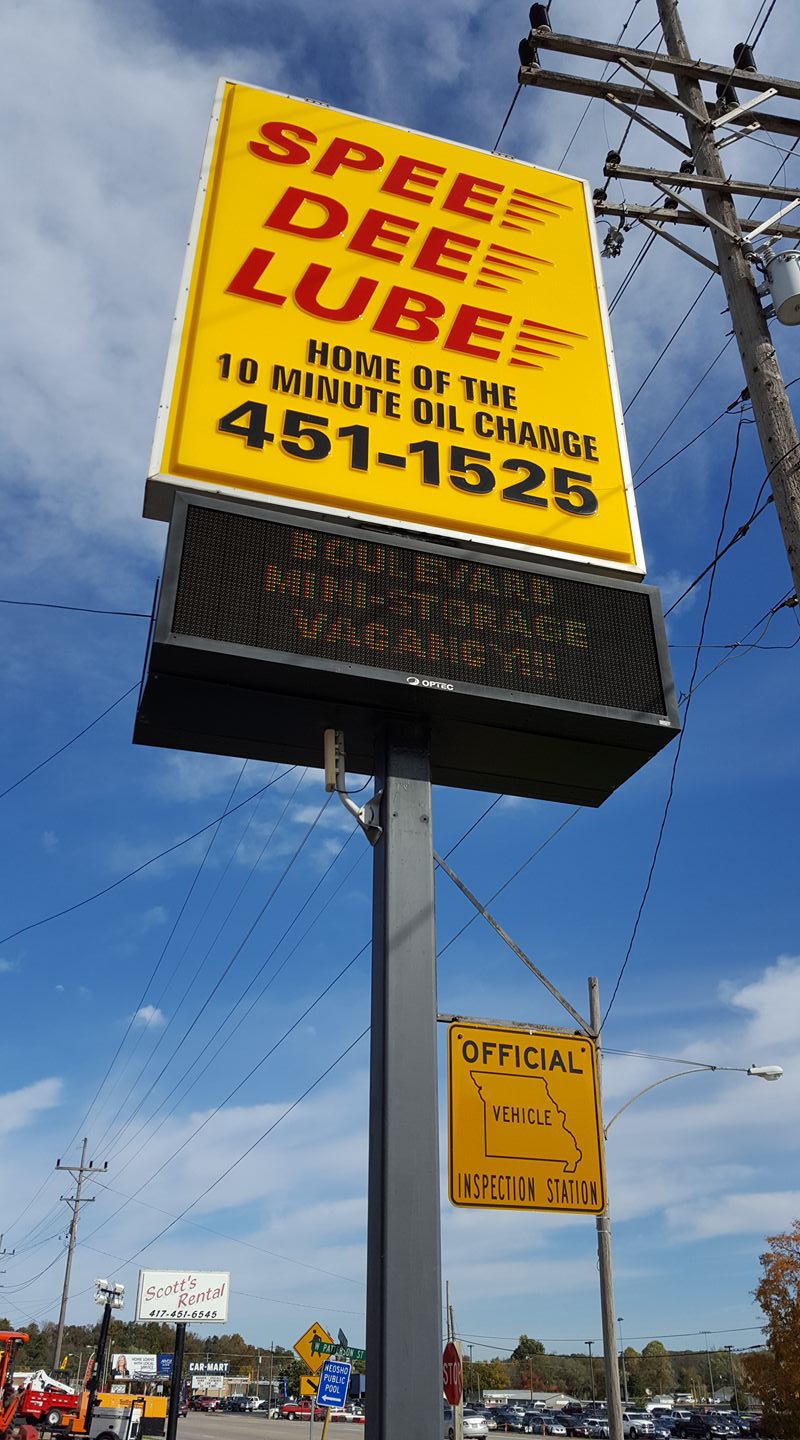 SPEE
DEE
LUBE
HOME OF THE
10 MINUTE OIL CHANGE
451-1525
BOULEVARD
MINI-STORAGE
VACANCY!!!
OPTEC
OFFICIAL
VEHICLE
INSPECTION STATION
Scott's
Rental
417-451-6545
CAR-MART
NEOSHO
PUBLIC
POOL
STOP